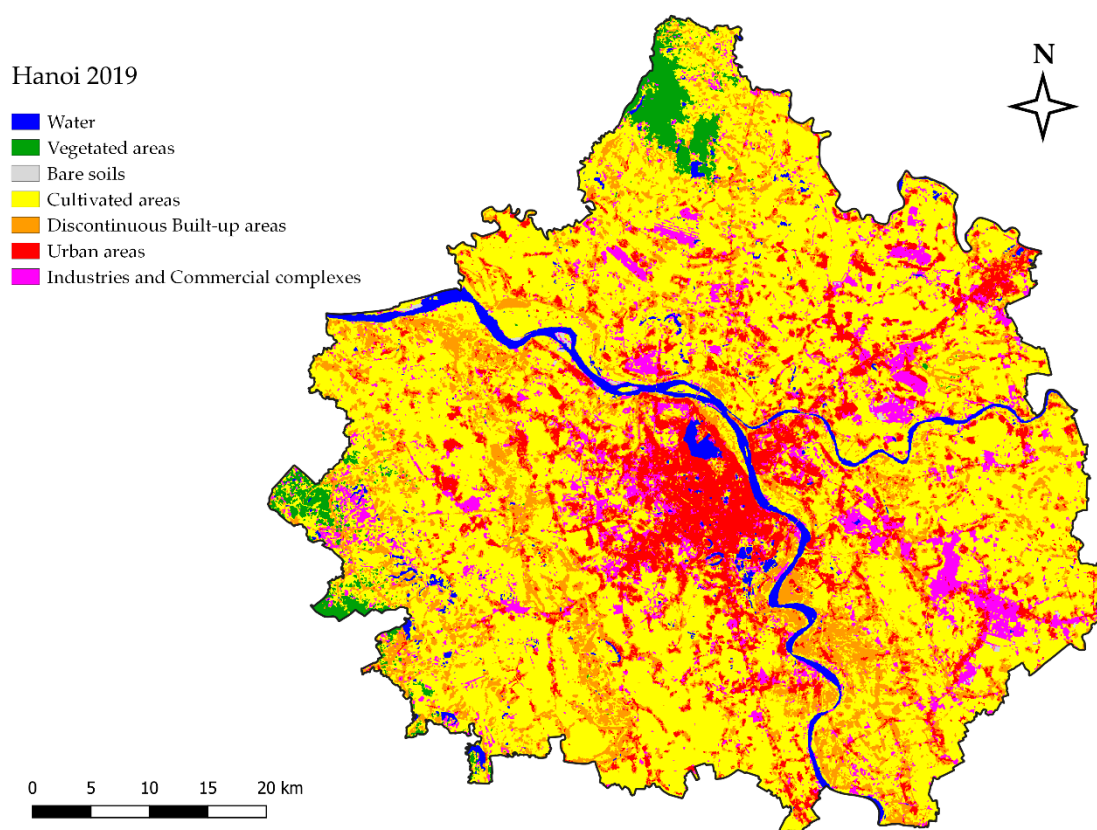 Hanoi 2019
Water
Vegetated areas
Bare soils
Cultivated areas
Discontinuous Built-up areas
Urban areas
Industries and Commercial complexes
N
0 5 10 15 20 km